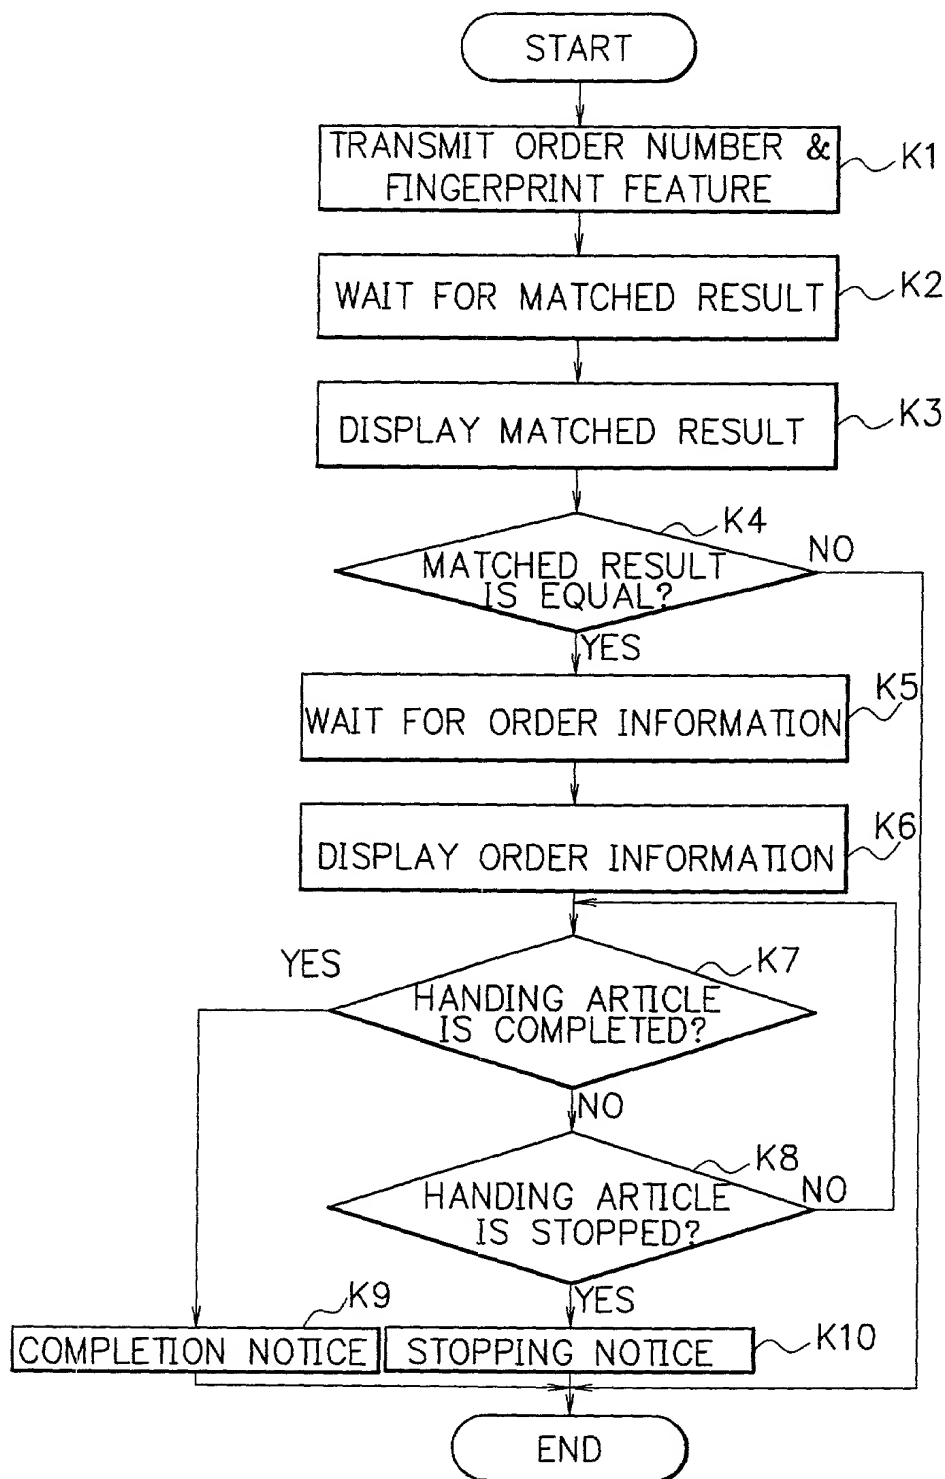 START
TRANSMIT ORDER NUMBER &
FINGERPRINT FEATURE
K1
WAIT FOR MATCHED RESULT
K2
DISPLAY MATCHED RESULT
K3
K4
MATCHED RESULT
IS EQUAL?
NO
YES
WAIT FOR ORDER INFORMATION
K5
DISPLAY ORDER INFORMATION
K6
YES
K7
HANDING ARTICLE
IS COMPLETED?
NO
K8
HANDING ARTICLE
IS STOPPED?
NO
YES
K9
COMPLETION NOTICE
STOPPING NOTICE
K10
END